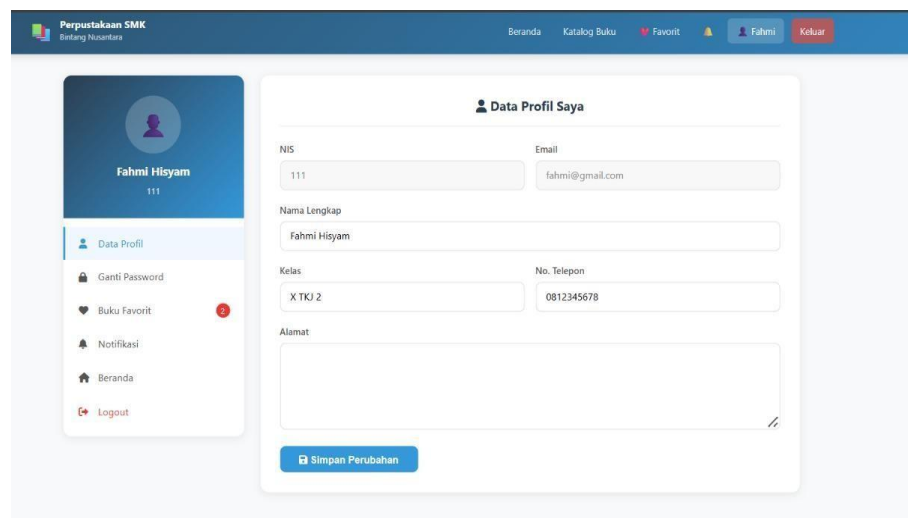 Perpustakaan SMK
Bintang Nusantara
Beranda Katalog Buku Favorit Fahmi Keluar
Fahmi Hisyam
111
Data Profil
Ganti Password
Buku Favorit 2
Notifikasi
Beranda
Logout
Data Profil Saya
NIS Email
111 fahmi@gmail.com
Nama Lengkap
Fahmi Hisyam
Kelas No. Telepon
X TKJ 2 0812345678
Alamat
Simpan Perubahan